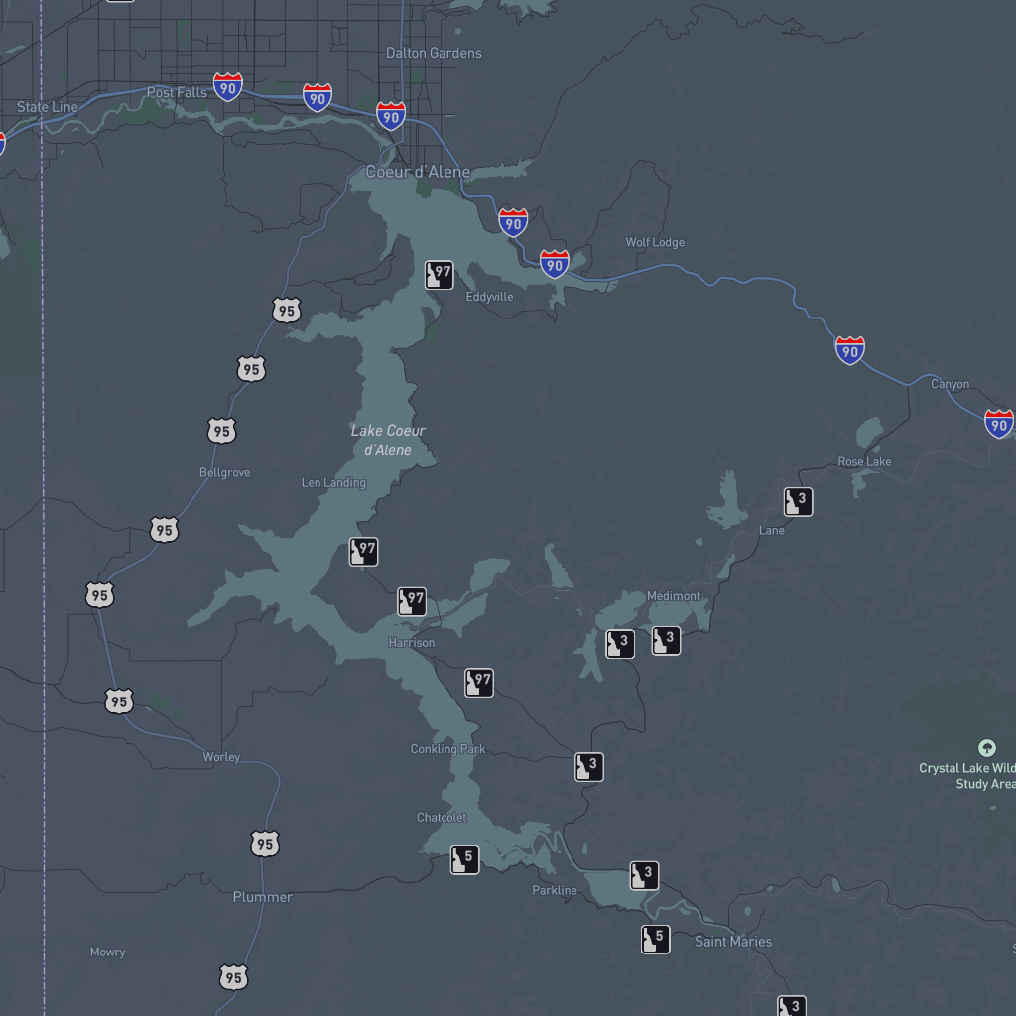 Dalton Gardens
Post Falls
90
90
State Line
90
Coeur d'Alene
90
Wolf Lodge
90
97
Eddyville
95
90
95
Canyon
90
95
Lake Coeur
d'Alene
Rose Lake
Bellgrove
Len Landing
3
95
Lane
97
95
97
Medimont
Harrison
3
3
97
95
Conkling Park
Worley
3
Crystal Lake Wild
Study Area
Chatcolet
95
5
3
Parkline
Plummer
5
Saint Maries
Mowry
95
3